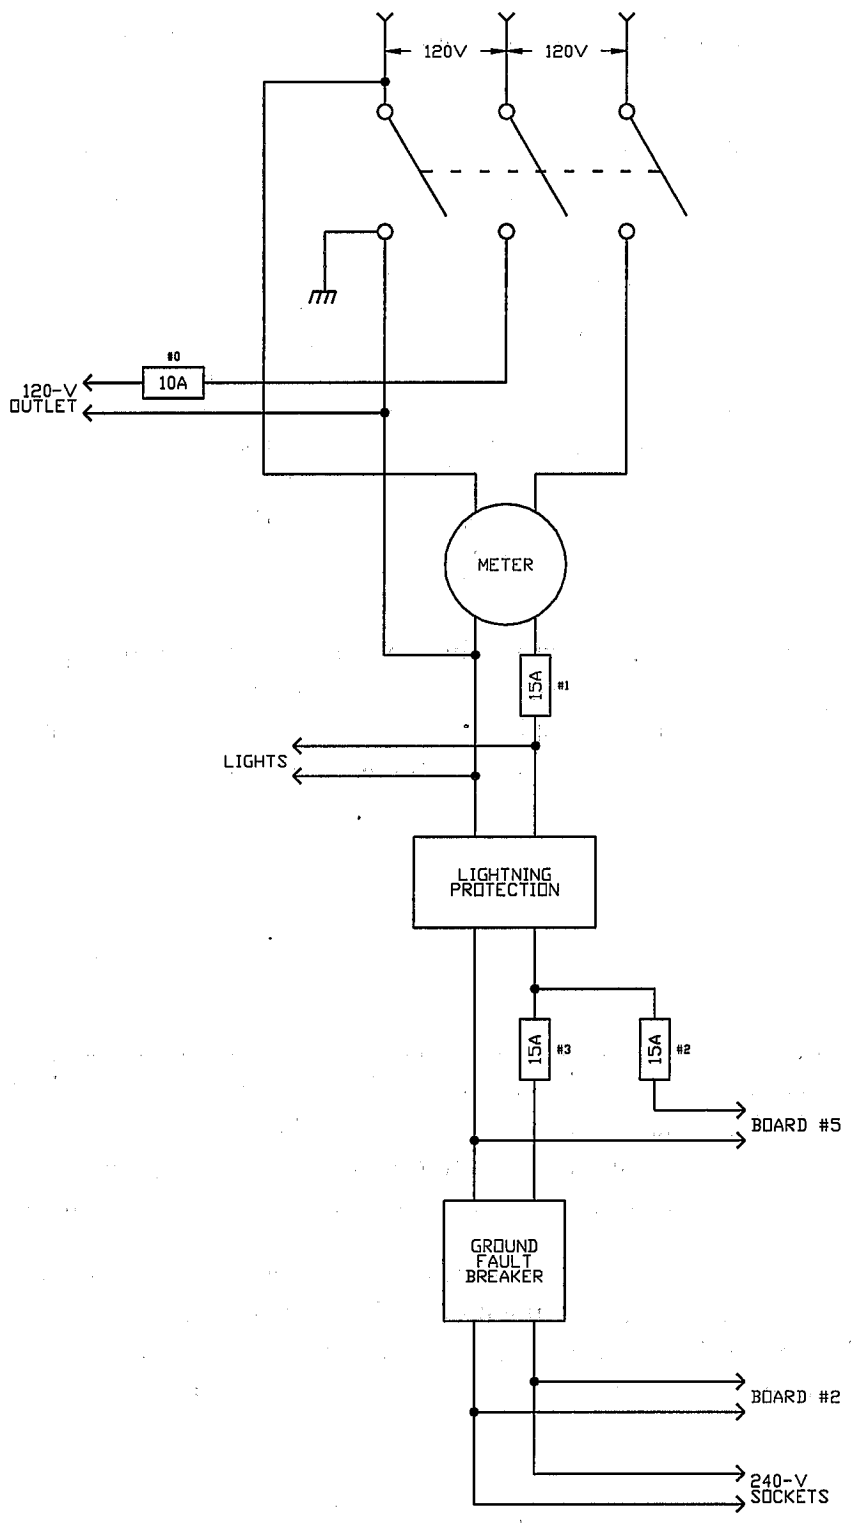 120V
120V
#0
10A
120-V
OUTLET
METER
15A
#1
LIGHTS
LIGHTNING
PROTECTION
15A
#3
15A
#2
BOARD #5
GROUND
FAULT
BREAKER
BOARD #2
240-V
SOCKETS